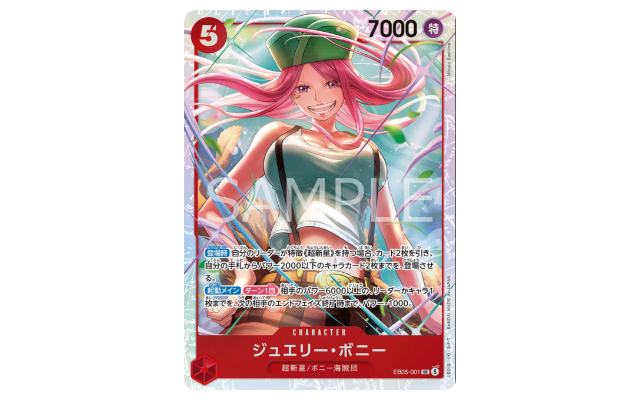 5
7000
特
SAMPLE
登場時 自分のリーダーが特徴《超新星》を持つ場合、カード2枚を引き、
自分の手札からパワー2000以下のキャラカード2枚までを、登場させ
る。
起動メイン ターン1回 相手のパワー6000以上の、リーダーかキャラ1
枚までを、次の相手のエンドフェイズ終了時まで、パワー-1000。
CHARACTER
ジュエリー・ボニー
超新星/ボニー海賊団
EB05-001 SR 5